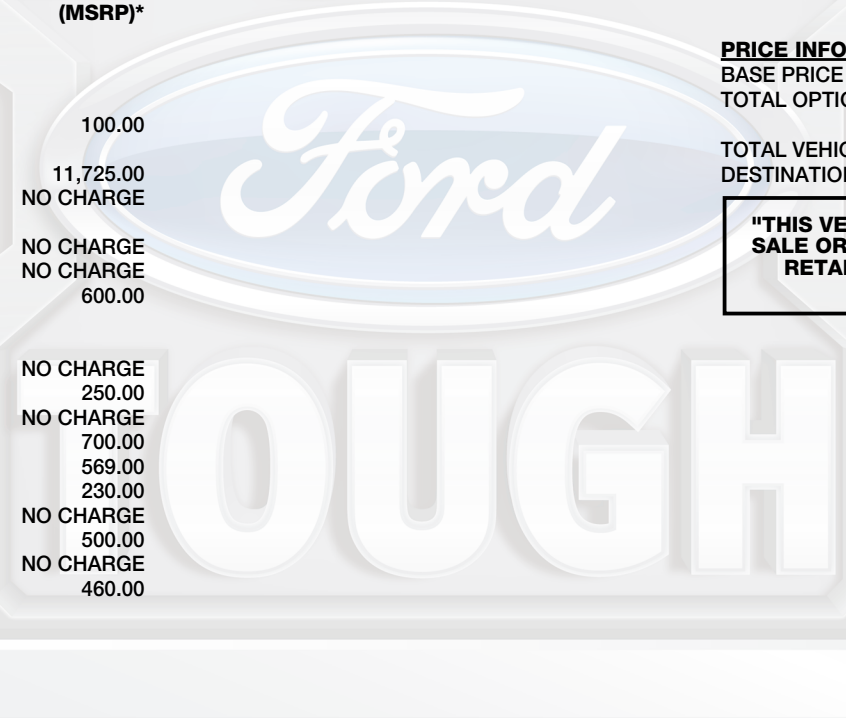 (MSRP)*
100.00
11,725.00
NO CHARGE
NO CHARGE
NO CHARGE
600.00
NO CHARGE
250.00
NO CHARGE
700.00
569.00
230.00
NO CHARGE
500.00
NO CHARGE
460.00
PRICE INFO
BASE PRICE
TOTAL OPTIO
TOTAL VEHIC
DESTINATION
"THIS VE
SALE OR
RETAI
Ford
TOUGH